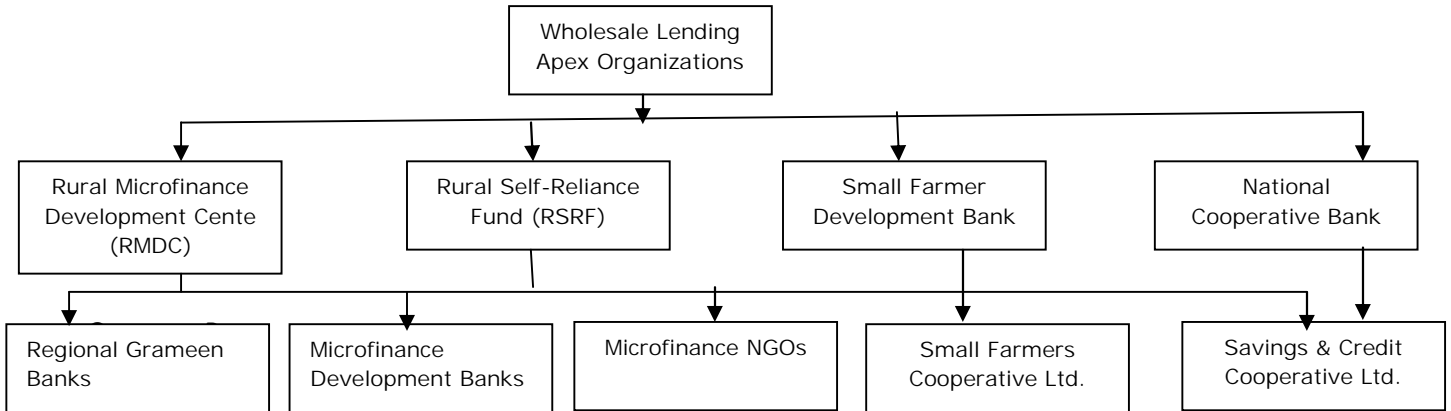 Wholesale Lending
Apex Organizations
Rural Microfinance
Development Cente
(RMDC)
Rural Self-Reliance
Fund (RSRF)
Small Farmer
Development Bank
National
Cooperative Bank
Regional Grameen
Banks
Microfinance
Development Banks
Microfinance NGOs
Small Farmers
Cooperative Ltd.
Savings & Credit
Cooperative Ltd.